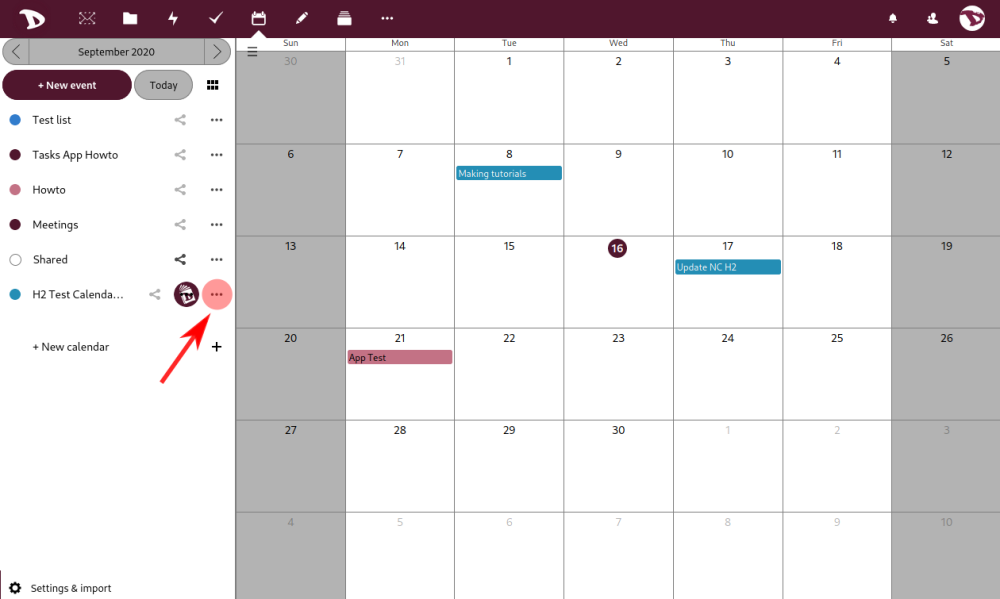 Sun Mon Tue Wed Thu Fri Sat
September 2020
+ New event Today
Test list
Tasks App Howto
Howto
Meetings
Shared
H2 Test Calenda...
+ New calendar +
Settings & import
30 31 1 2 3 4 5
6 7 8 9 10 11 12
Making tutorials
13 14 15 16 17 18 19
Update NC H2
20 21 22 23 24 25 26
App Test
27 28 29 30 1 2 3
4 5 6 7 8 9 10